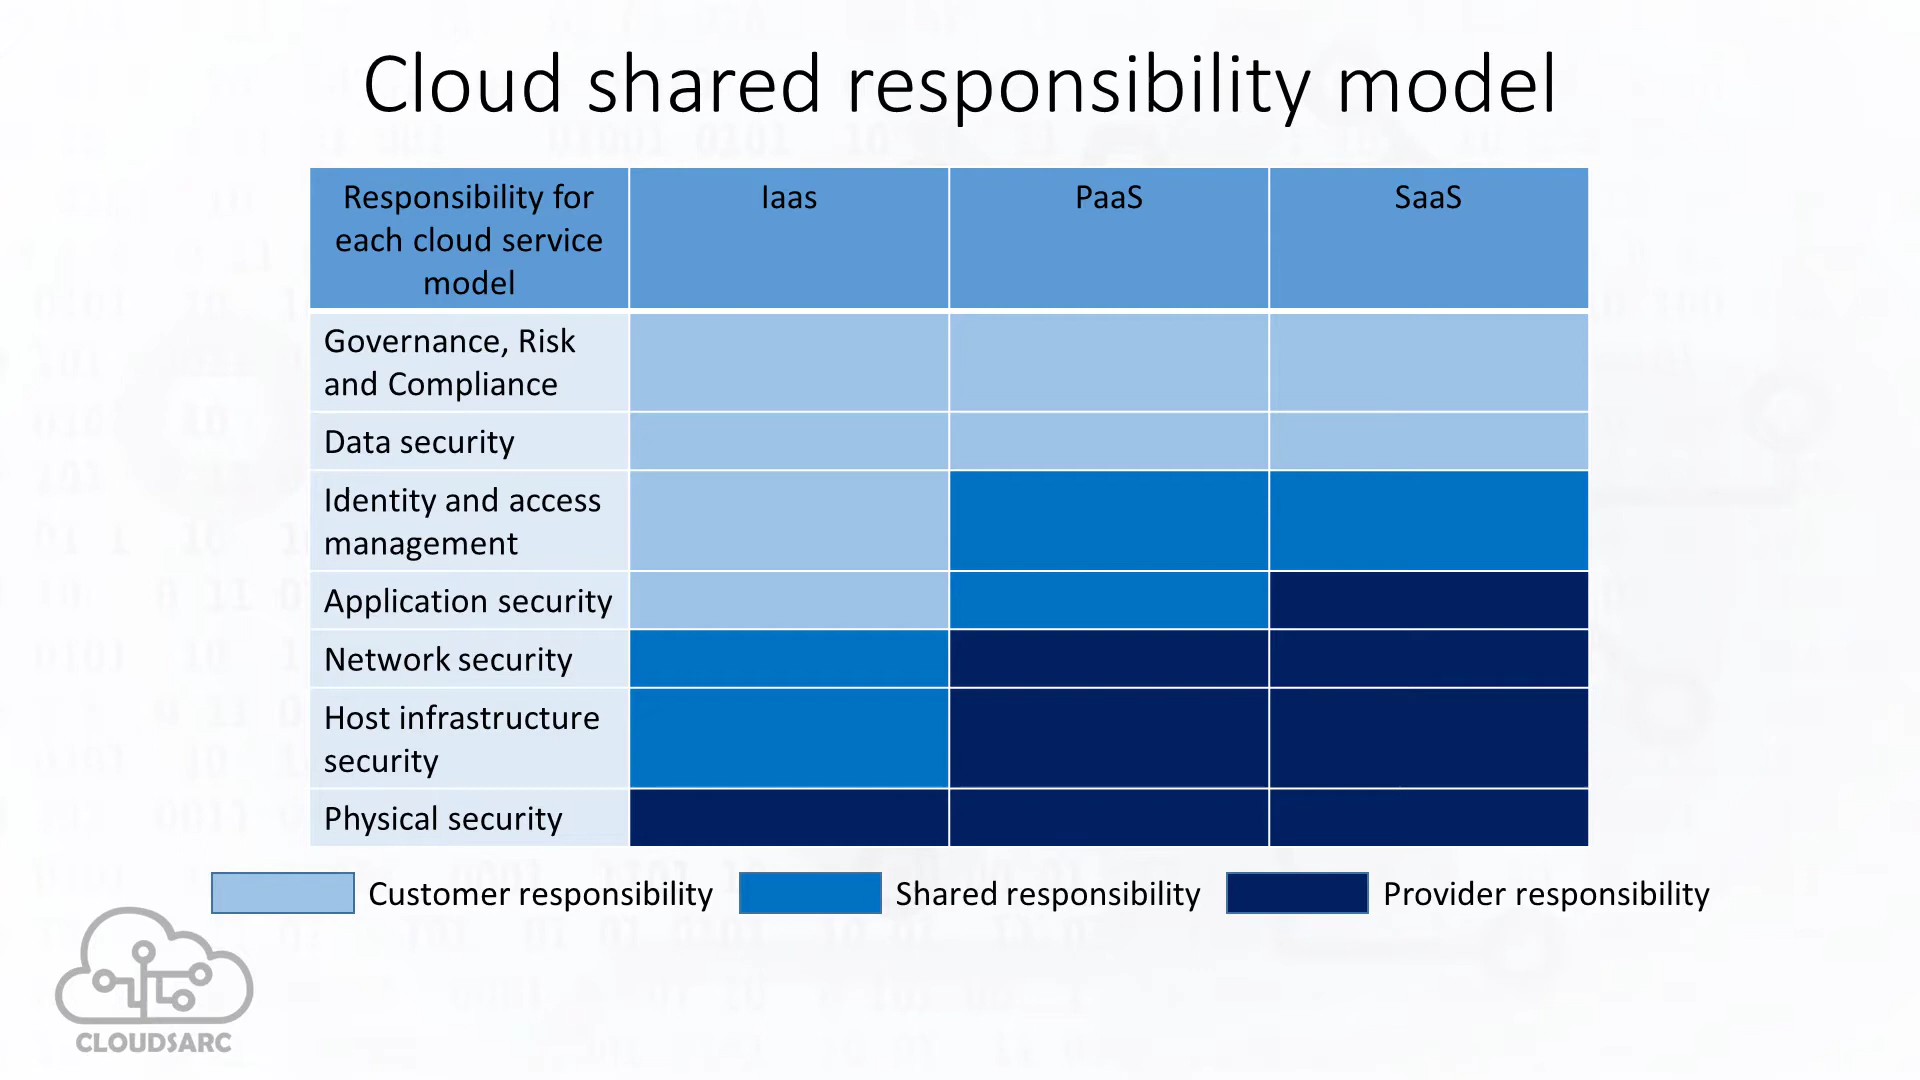 Cloud shared responsibility model
Responsibility for
each cloud service
model
Iaas
PaaS
SaaS
Governance, Risk
and Compliance
Data security
Identity and access
management
Application security
Network security
Host infrastructure
security
Physical security
Customer responsibility
Shared responsibility
Provider responsibility
CLOUDSARC